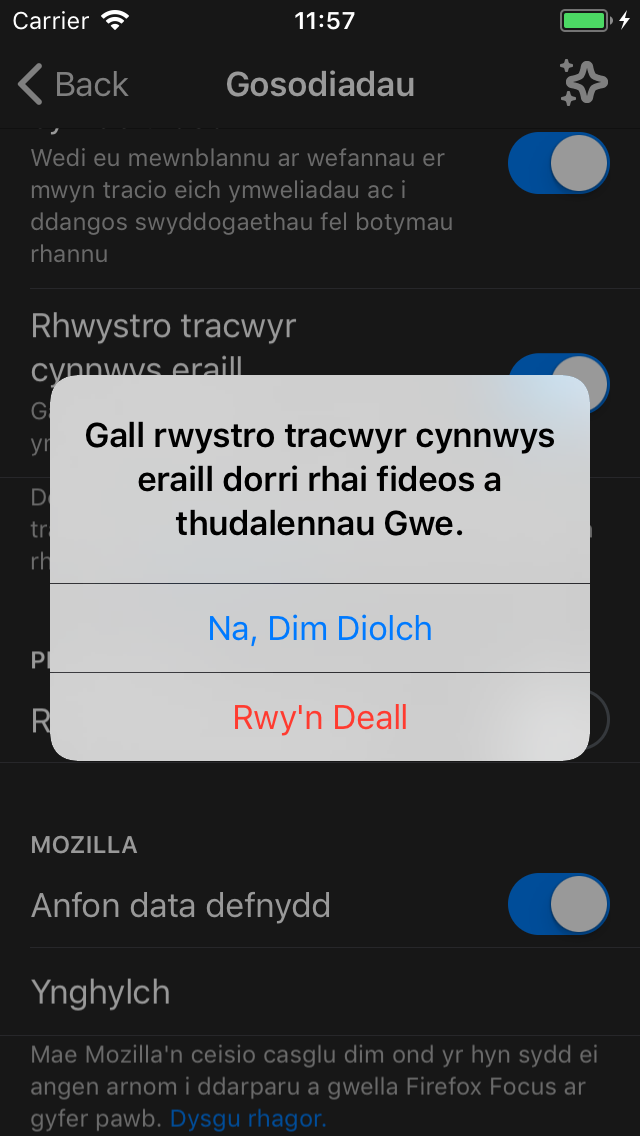 Carrier 11:57
Back Gosodiadau
Wedi eu mewnblannu ar wefannau er
mwyn tracio eich ymweliadau ac i
ddangos swyddogaethau fel botymau
rhannu
Rhwystro tracwyr
cynnwys eraill
Gall rwystro tracwyr cynnwys
eraill dorri rhai fideos a
thudalennau Gwe.
Na, Dim Diolch
Rwy'n Deall
MOZILLA
Anfon data defnydd
Ynghylch
Mae Mozilla'n ceisio casglu dim ond yr hyn sydd ei
angen arnom i ddarparu a gwella Firefox Focus ar
gyfer pawb. Dysgu rhagor.